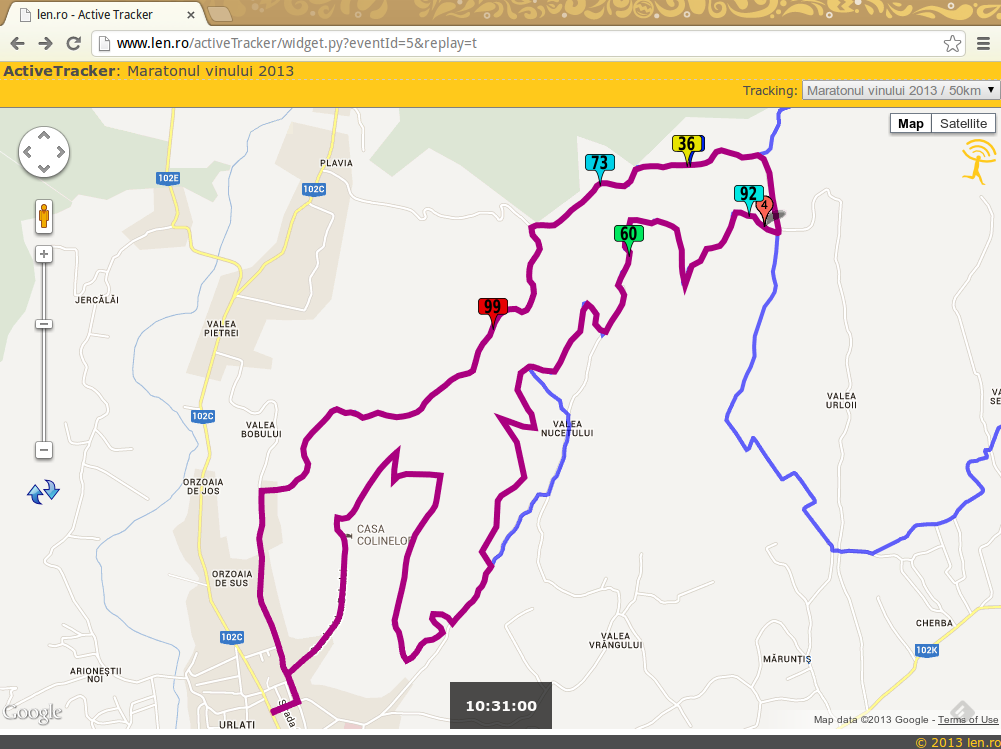 len.ro - Active Tracker
www.len.ro/activeTracker/widget.py?eventId=5&replay=t
ActiveTracker: Maratonul vinului 2013
Tracking: Maratonul vinului 2013 / 50km
Map Satellite
36
PLAVIA
73
102E
102C
92
4
60
JERCĂLĂI
99
VALEA
PIETREI
VALEA
URLOII
102C
VALEA
BOBULUI
VALEA
NUCETULUI
ORZOAIA
DE JOS
CASA
COLINELOR
ORZOAIA
DE SUS
102C
CHERBA
VALEA
VRÂNGULUI
102K
MĂRUNȚIȘ
ARIONEȘTII
NOI
Strada
10:31:00
Google
URLATI
Map data ©2013 Google - Terms of Use
© 2013 len.ro